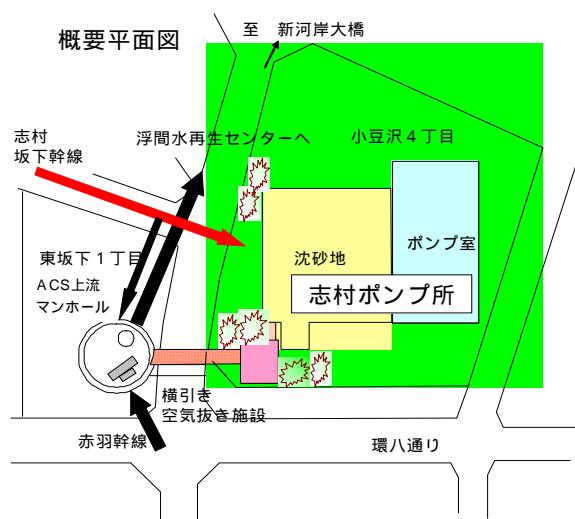 概要平面図
至　新河岸大橋
志村
坂下幹線
浮間水再生センターへ
小豆沢４丁目
東坂下１丁目
ACS上流
マンホール
沈砂地
ポンプ室
志村ポンプ所
横引き
空気抜き施設
赤羽幹線
環八通り